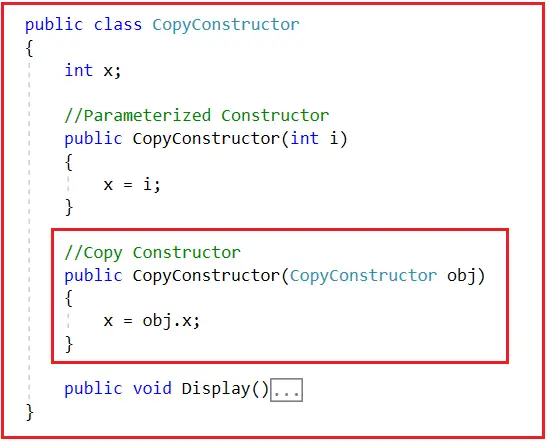 public class CopyConstructor
{
int x;
//Parameterized Constructor
public CopyConstructor(int i)
{
x = i;
}
//Copy Constructor
public CopyConstructor(CopyConstructor obj)
{
x = obj.x;
}
public void Display()...
}